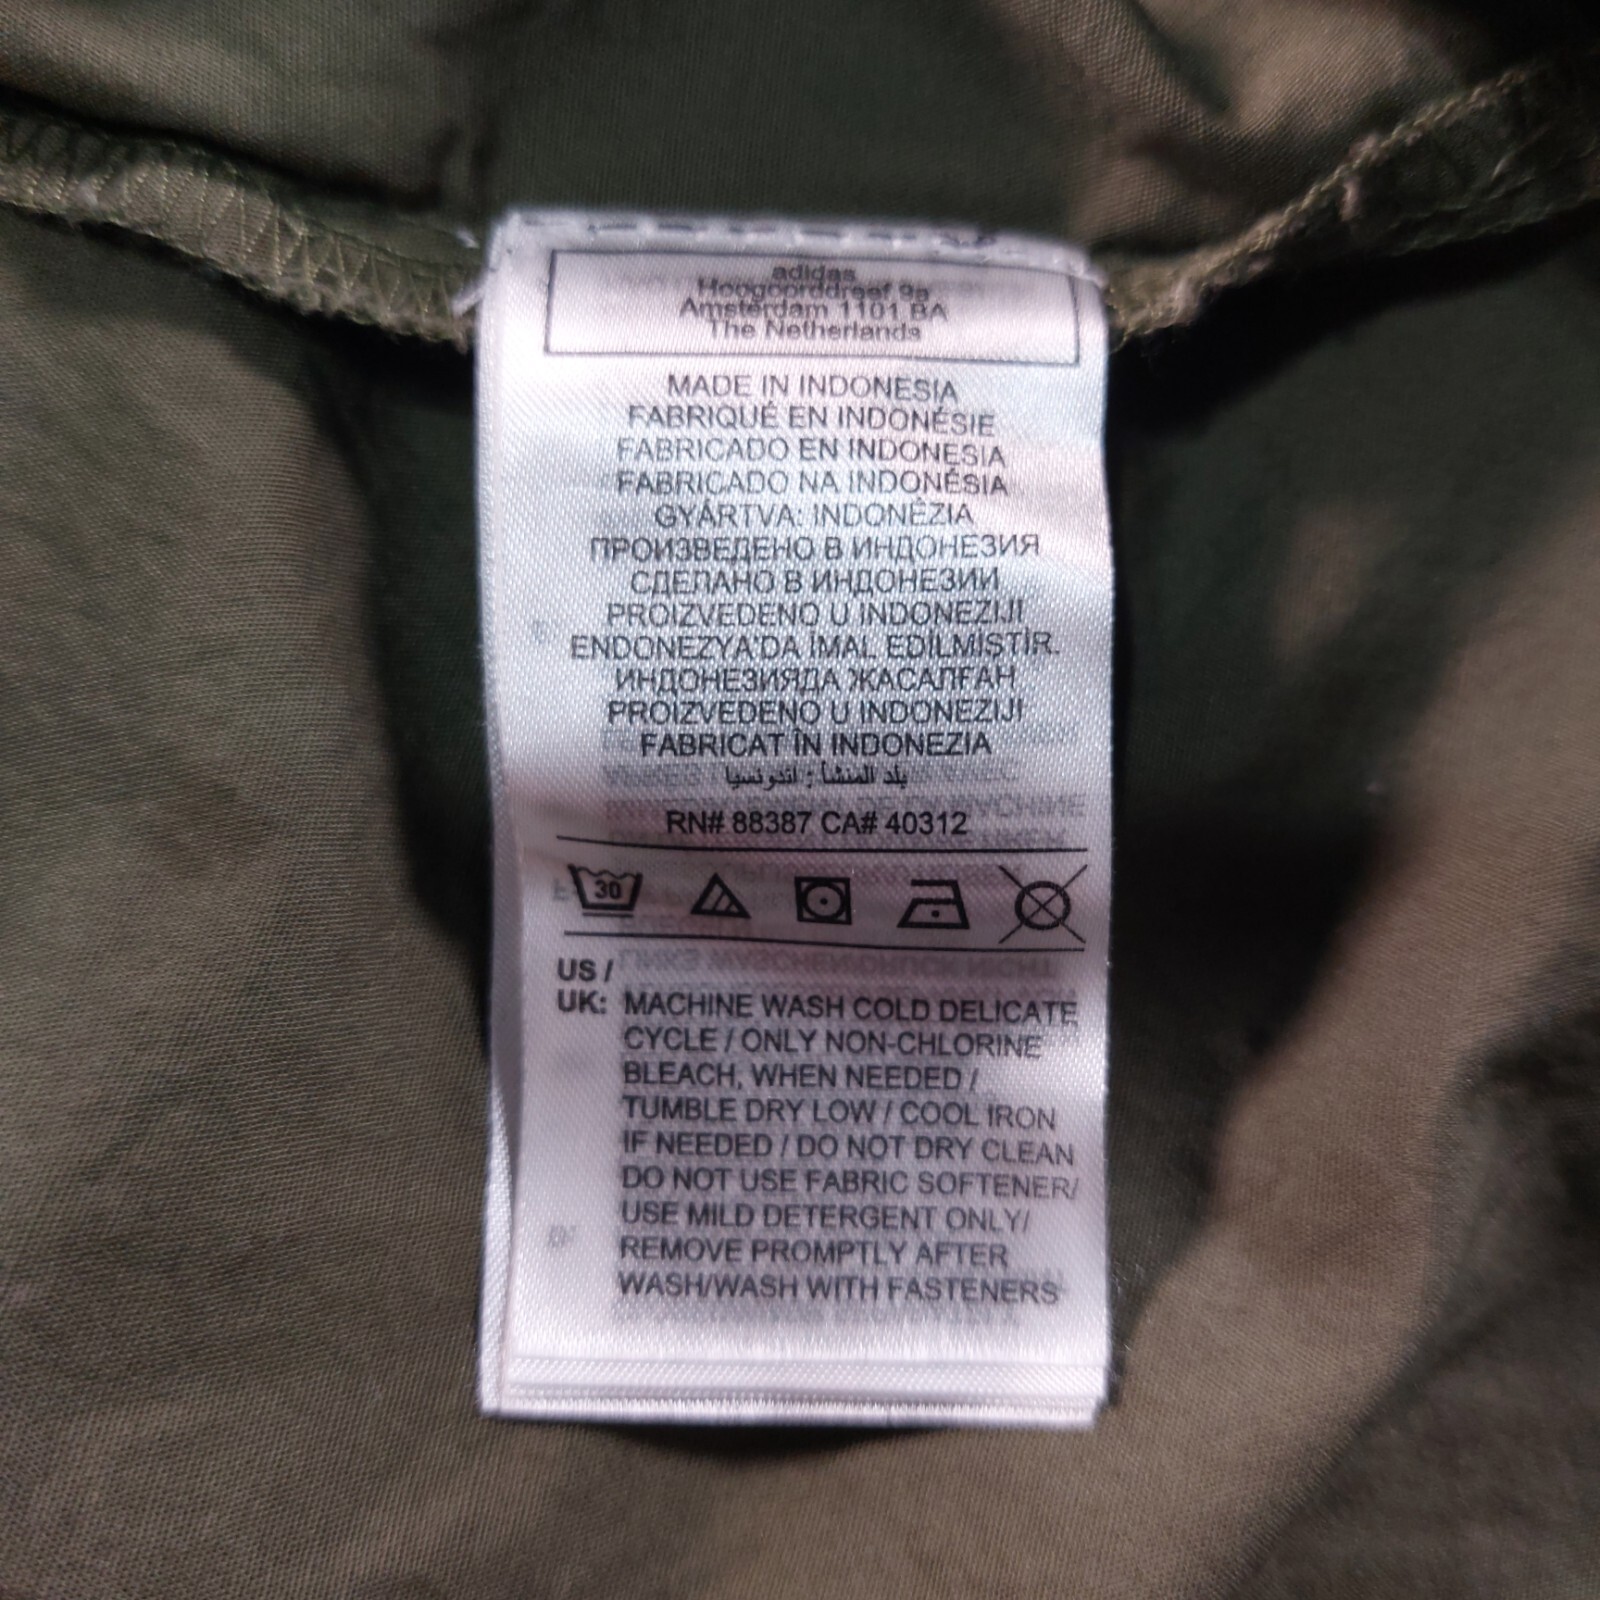 adidas
Hoogoorddreef 9a
Amsterdam 1101 BA
The Netherlands
MADE IN INDONESIA
FABRIQUÉ EN INDONÉSIE
FABRICADO EN INDONESIA
FABRICADO NA INDONÉSIA
GYÁRTVA: INDONÉZIA
ПРОИЗВЕДЕНО В ИНДОНЕЗИЯ
СДЕЛАНО В ИНДОНЕЗИИ
PROIZVEDENO U INDONEZIJI
ENDONEZYA'DA İMAL EDİLMİŞTİR.
ИНДОНЕЗИЯДА ЖАСАЛҒАН
PROIZVEDENO U INDONEZIJI
FABRICAT ÎN INDONEZIA
بلد المنشأ : اندونسيا
RN# 88387 CA# 40312
30
US /
UK: MACHINE WASH COLD DELICATE
CYCLE / ONLY NON-CHLORINE
BLEACH, WHEN NEEDED /
TUMBLE DRY LOW / COOL IRON
IF NEEDED / DO NOT DRY CLEAN
DO NOT USE FABRIC SOFTENER/
USE MILD DETERGENT ONLY/
REMOVE PROMPTLY AFTER
WASH/WASH WITH FASTENERS